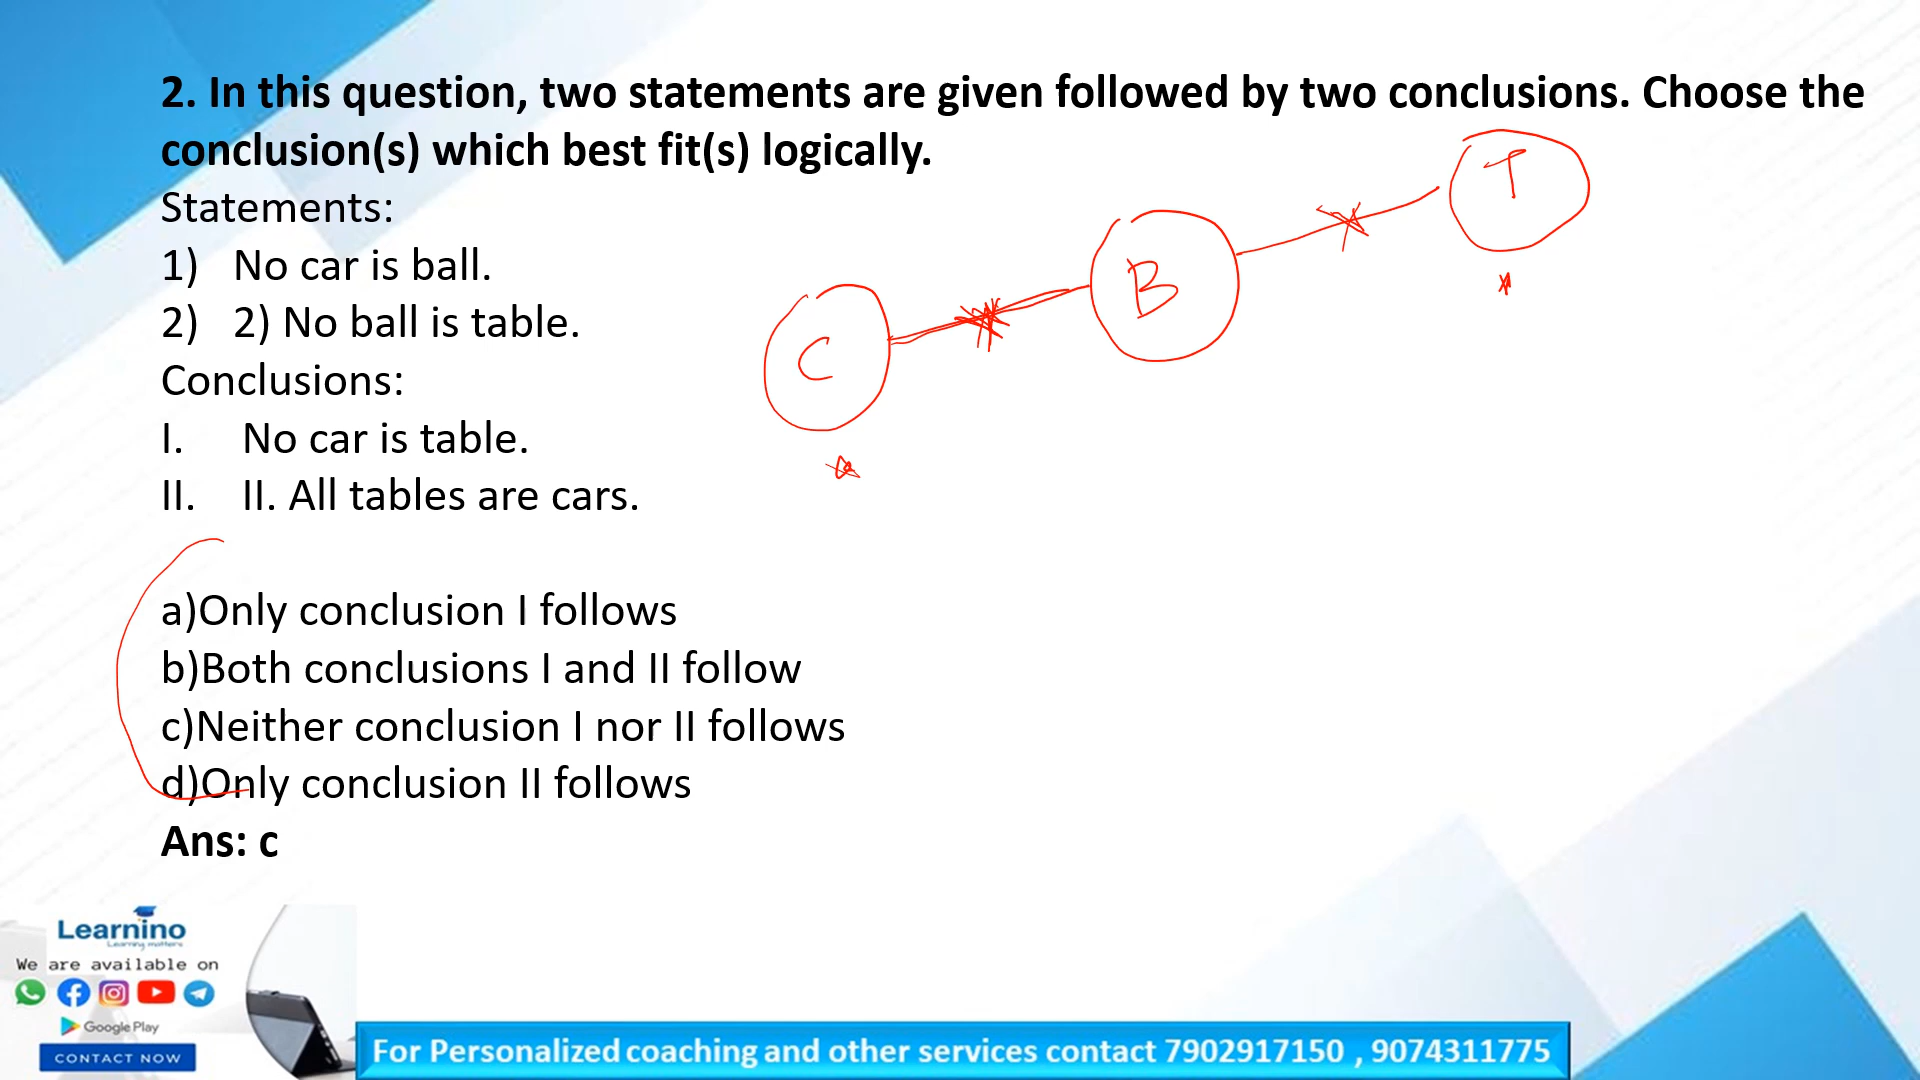 2. In this question, two statements are given followed by two conclusions. Choose the
conclusion(s) which best fit(s) logically.
Statements:
1) No car is ball.
2) 2) No ball is table.
Conclusions:
I. No car is table.
II. II. All tables are cars.
a)Only conclusion I follows
b)Both conclusions I and II follow
c)Neither conclusion I nor II follows
d)Only conclusion II follows
Ans: c
C
B
T
Learnino
Learning matters
We are available on
Google Play
CONTACT NOW
For Personalized coaching and other services contact 7902917150 , 9074311775